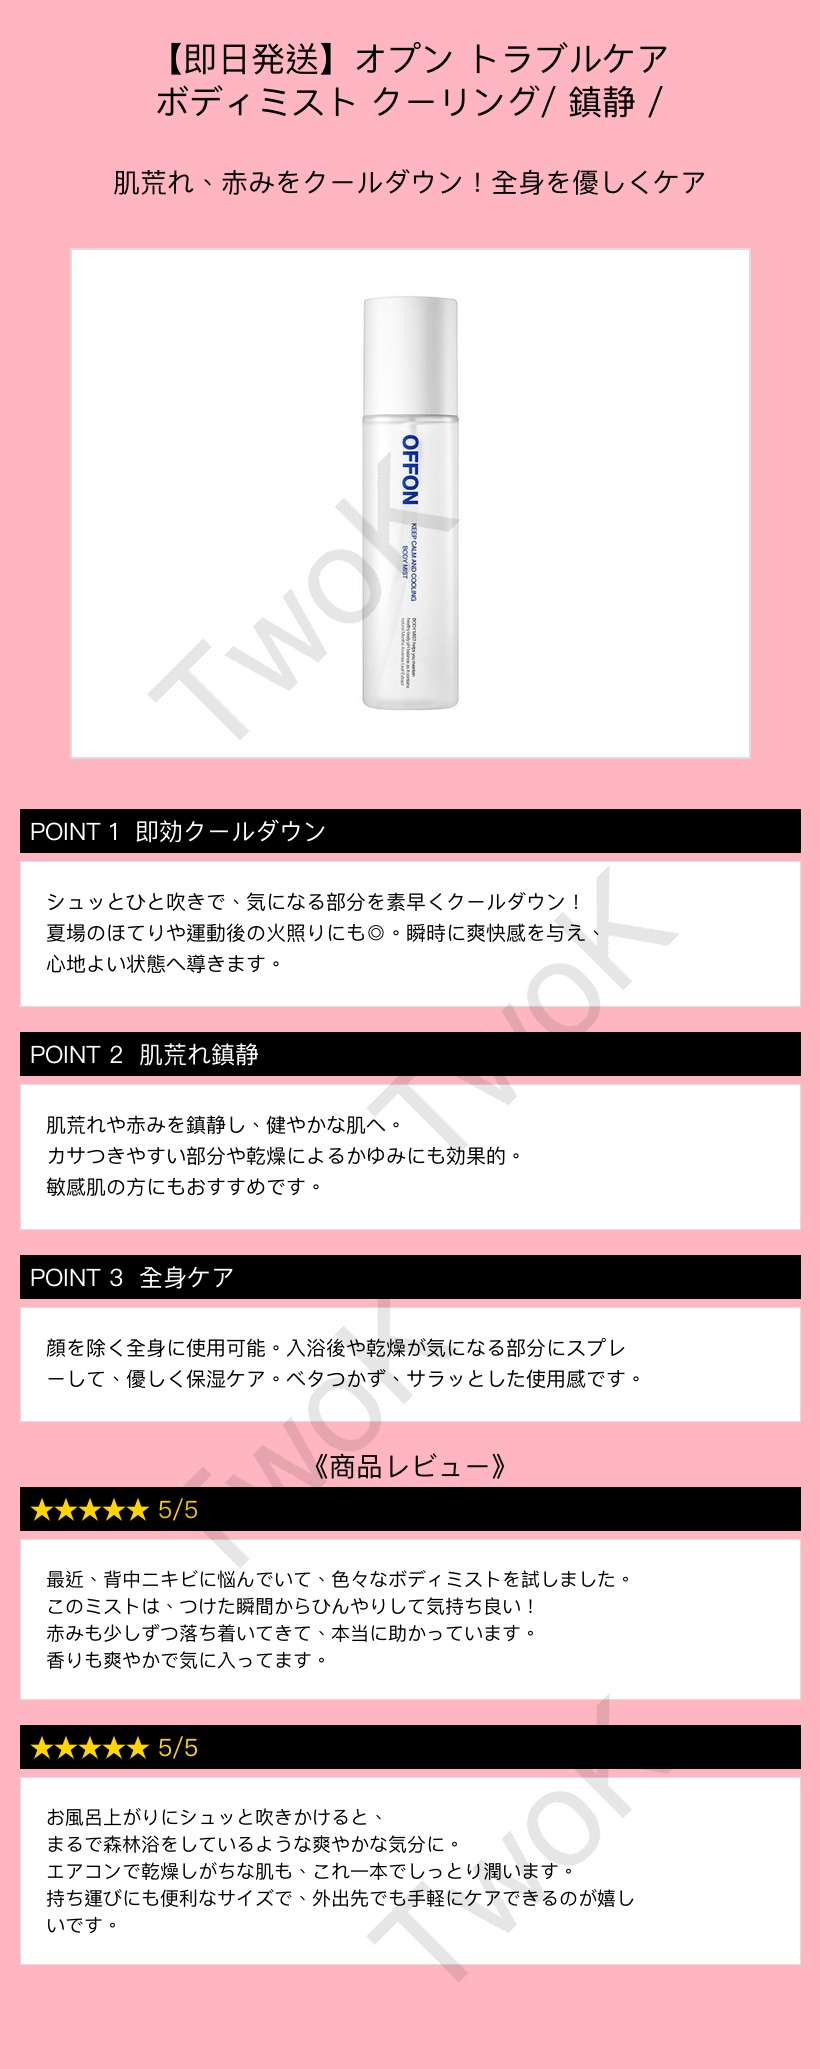 【即日発送】オプン トラブルケア
ボディミスト クーリング/ 鎮静 /
肌荒れ、赤みをクールダウン！全身を優しくケア
OFFON
KEEP CALM AND COOLING
BODY MIST
BODY MIST helps you maintain
healthy body pH balance as it contains
natural Mentha Arvensis Leaf Extract
TwoK
POINT 1 即効クールダウン
シュッとひと吹きで、気になる部分を素早くクールダウン！
夏場のほてりや運動後の火照りにも◎。瞬時に爽快感を与え、
心地よい状態へ導きます。
TwoK
POINT 2 肌荒れ鎮静
肌荒れや赤みを鎮静し、健やかな肌へ。
カサつきやすい部分や乾燥によるかゆみにも効果的。
敏感肌の方にもおすすめです。
POINT 3 全身ケア
顔を除く全身に使用可能。入浴後や乾燥が気になる部分にスプレ
ーして、優しく保湿ケア。ベタつかず、サラッとした使用感です。
TwoK
《商品レビュー》
★★★★★ 5/5
最近、背中ニキビに悩んでいて、色々なボディミストを試しました。
このミストは、つけた瞬間からひんやりして気持ち良い！
赤みも少しずつ落ち着いてきて、本当に助かっています。
香りも爽やかで気に入ってます。
★★★★★ 5/5
お風呂上がりにシュッと吹きかけると、
まるで森林浴をしているような爽やかな気分に。
エアコンで乾燥しがちな肌も、これ一本でしっとり潤います。
持ち運びにも便利なサイズで、外出先でも手軽にケアできるのが嬉し
いです。
TwoK